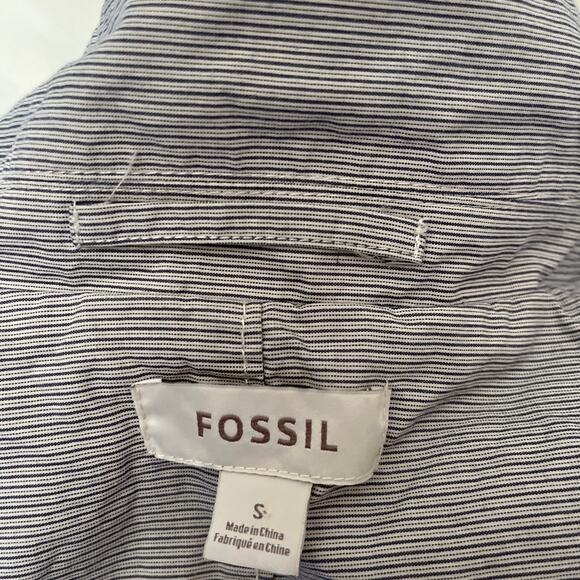 FOSSIL
S
Made in China
Fabriqué en Chine